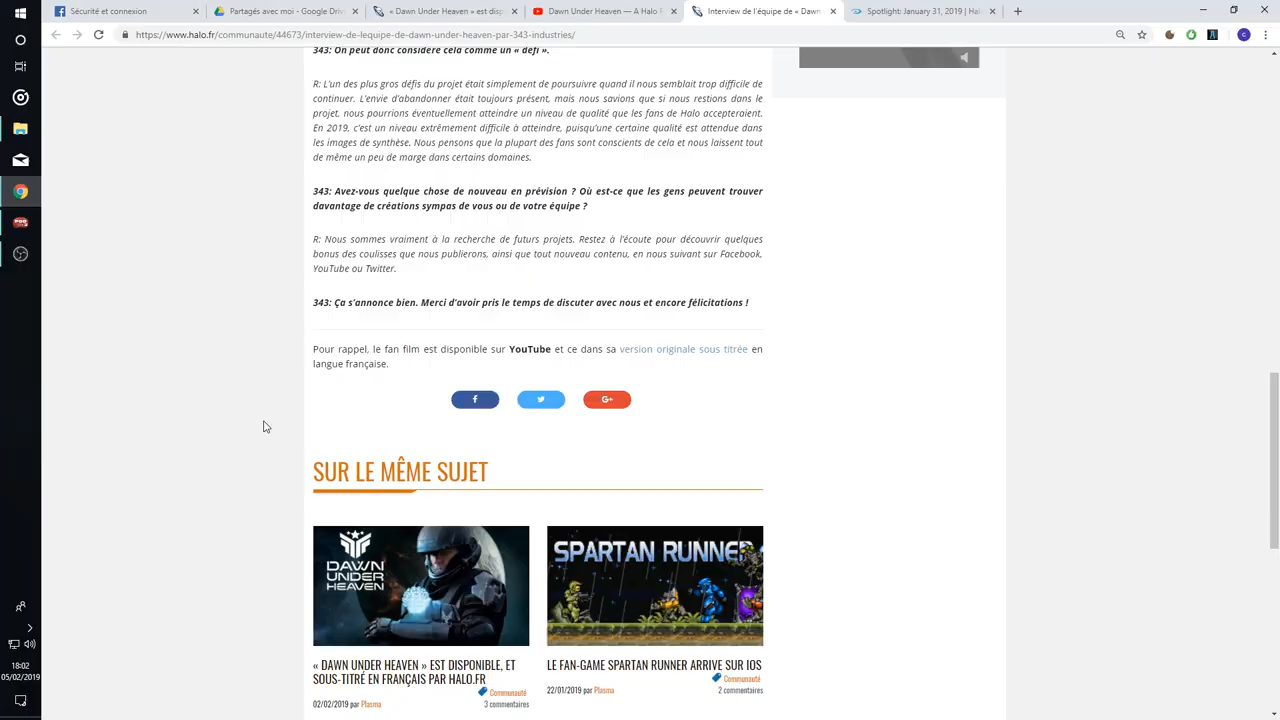 Sécurité et connexion
Partagés avec moi - Google Driv
« Dawn Under Heaven » est disp
Dawn Under Heaven — A Halo F
Interview de l'équipe de « Dawn
Spotlight January 31, 2019 | Hal
https://www.halo.fr/communaute/44673/interview-de-lequipe-de-dawn-under-heaven-par-343-industries/
343: On peut donc considère cela comme un « défi ».
R: L'un des plus gros défis du projet était simplement de poursuivre quand il nous semblait trop difficile de
continuer. L'envie d'abandonner était toujours présent, mais nous savions que si nous restions dans le
projet, nous pourrions éventuellement atteindre un niveau de qualité que les fans de Halo accepteraient.
En 2019, c'est un niveau extrêmement difficile à atteindre, puisqu'une certaine qualité est attendue dans
les images de synthèse. Nous pensons que la plupart des fans sont conscients de cela et nous laissent tout
de même un peu de marge dans certains domaines.
343: Avez-vous quelque chose de nouveau en prévision ? Où est-ce que les gens peuvent trouver
davantage de créations sympas de vous ou de votre équipe ?
R: Nous sommes vraiment à la recherche de futurs projets. Restez à l'écoute pour découvrir quelques
bonus des coulisses que nous publierons, ainsi que tout nouveau contenu, en nous suivant sur Facebook,
YouTube ou Twitter.
343: Ça s'annonce bien. Merci d'avoir pris le temps de discuter avec nous et encore félicitations !
Pour rappel, le fan film est disponible sur YouTube et ce dans sa version originale sous titrée en
langue française.
SUR LE MÊME SUJET
DAWN
UNDER
HEAVEN
SPARTAN RUNNER
« DAWN UNDER HEAVEN » EST DISPONIBLE, ET
SOUS-TITRÉ EN FRANÇAIS PAR HALO.FR
Communauté
02/02/2019 par Plasma
3 commentaires
LE FAN-GAME SPARTAN RUNNER ARRIVE SUR IOS
Communauté
22/01/2019 par Plasma
2 commentaires
18:02
05/02/2019